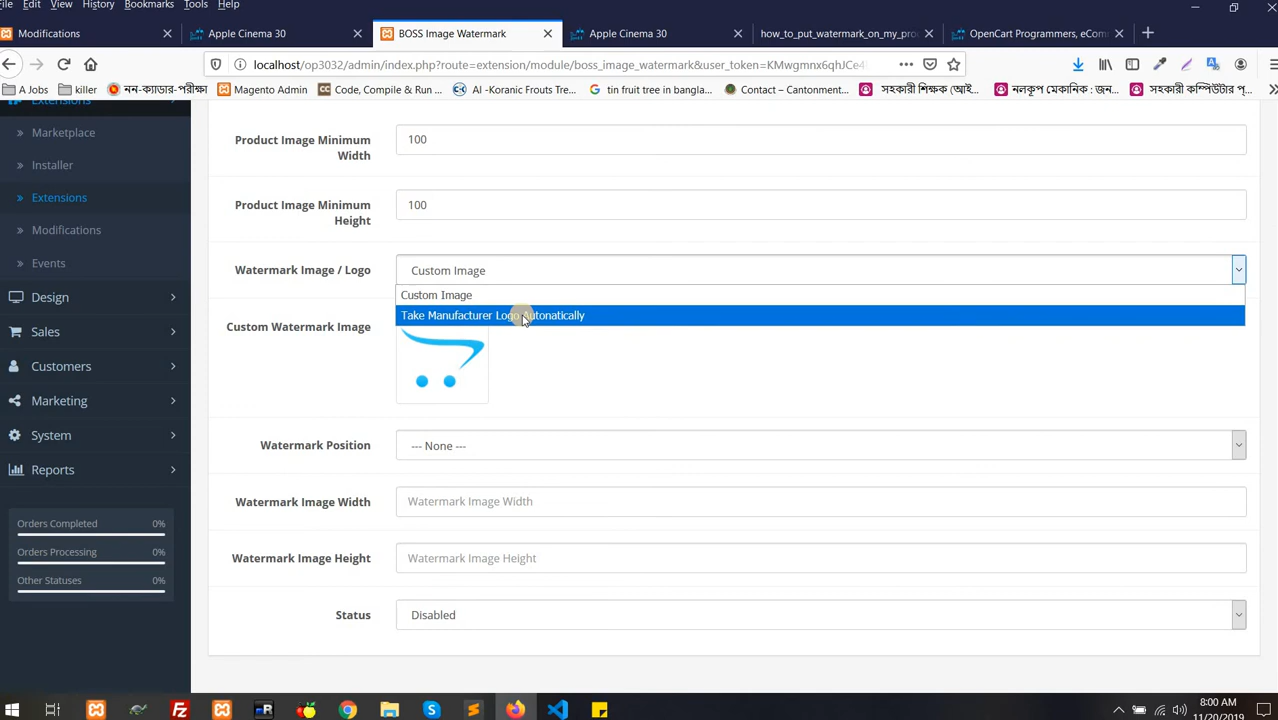 File Edit View History Bookmarks Tools Help
Modifications Apple Cinema 30 BOSS Image Watermark Apple Cinema 30 how_to_put_watermark_on_my_pro OpenCart Programmers, eCom
localhost/op3032/admin/index.php?route=extension/module/boss_image_watermark&user_token=KMwgmnx6qhJCe4
A Jobs killer নন-ক্যাডার-পরীক্ষা Magento Admin Code, Compile & Run ... AI -Koranic Frouts Tre... tin fruit tree in bangla... Contact – Cantonment... সহকারী শিক্ষক (আই... নলকূপ মেকানিক : জন... সহকারী কম্পিউটার প্...
Extensions
Marketplace
Installer
Extensions
Modifications
Events
Design
Sales
Customers
Marketing
System
Reports
Orders Completed 0%
Orders Processing 0%
Other Statuses 0%
Product Image Minimum Width 100
Product Image Minimum Height 100
Watermark Image / Logo Custom Image
Custom Image
Take Manufacturer Logo Autonatically
Custom Watermark Image
Watermark Position --- None ---
Watermark Image Width Watermark Image Width
Watermark Image Height Watermark Image Height
Status Disabled
8:00 AM
11/20/2019